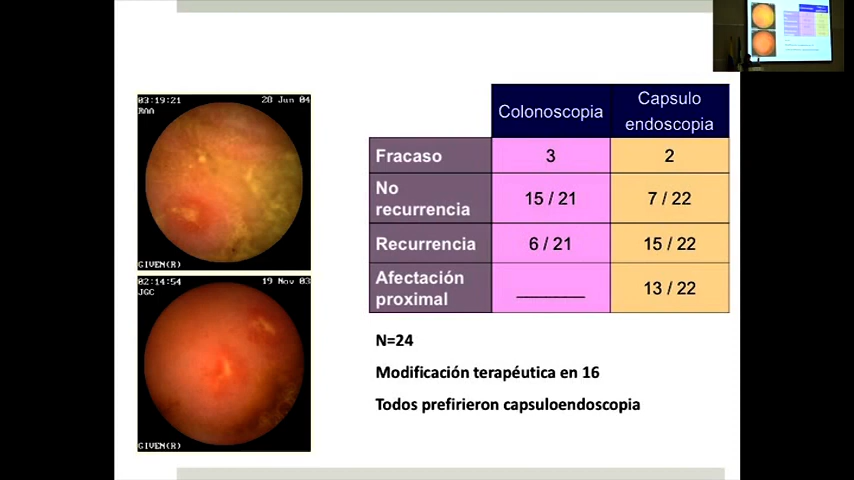 03:19:21 28 Jun 04
RAA
GIVEN(R)
02:14:54 19 Nov 03
JGC
GIVEN(R)
Colonoscopia
Capsulo
endoscopia
Fracaso 3 2
No
recurrencia 15 / 21 7 / 22
Recurrencia 6 / 21 15 / 22
Afectación
proximal _______ 13 / 22
N=24
Modificación terapéutica en 16
Todos prefirieron capsuloendoscopia